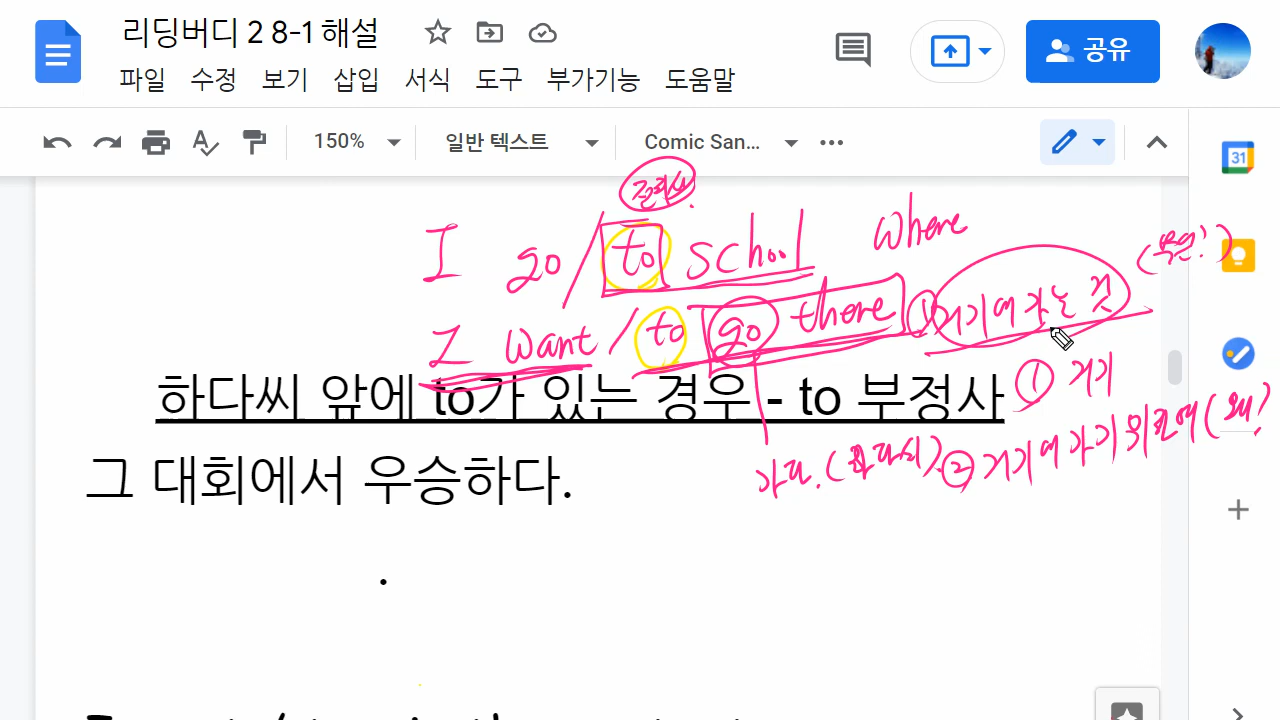 리딩버디 2 8-1 해설
파일 수정 보기 삽입 서식 도구 부가기능 도움말
공유
150% 일반 텍스트 Comic San...
31
전치사
I go / to school where
I want / to go there ① 거기에 가는 것 (무엇?)
하다씨 앞에 to가 있는 경우 - to 부정사
① 거기
가다. (하다씨) ② 거기에 가기 위한에 (왜?
그 대회에서 우승하다.